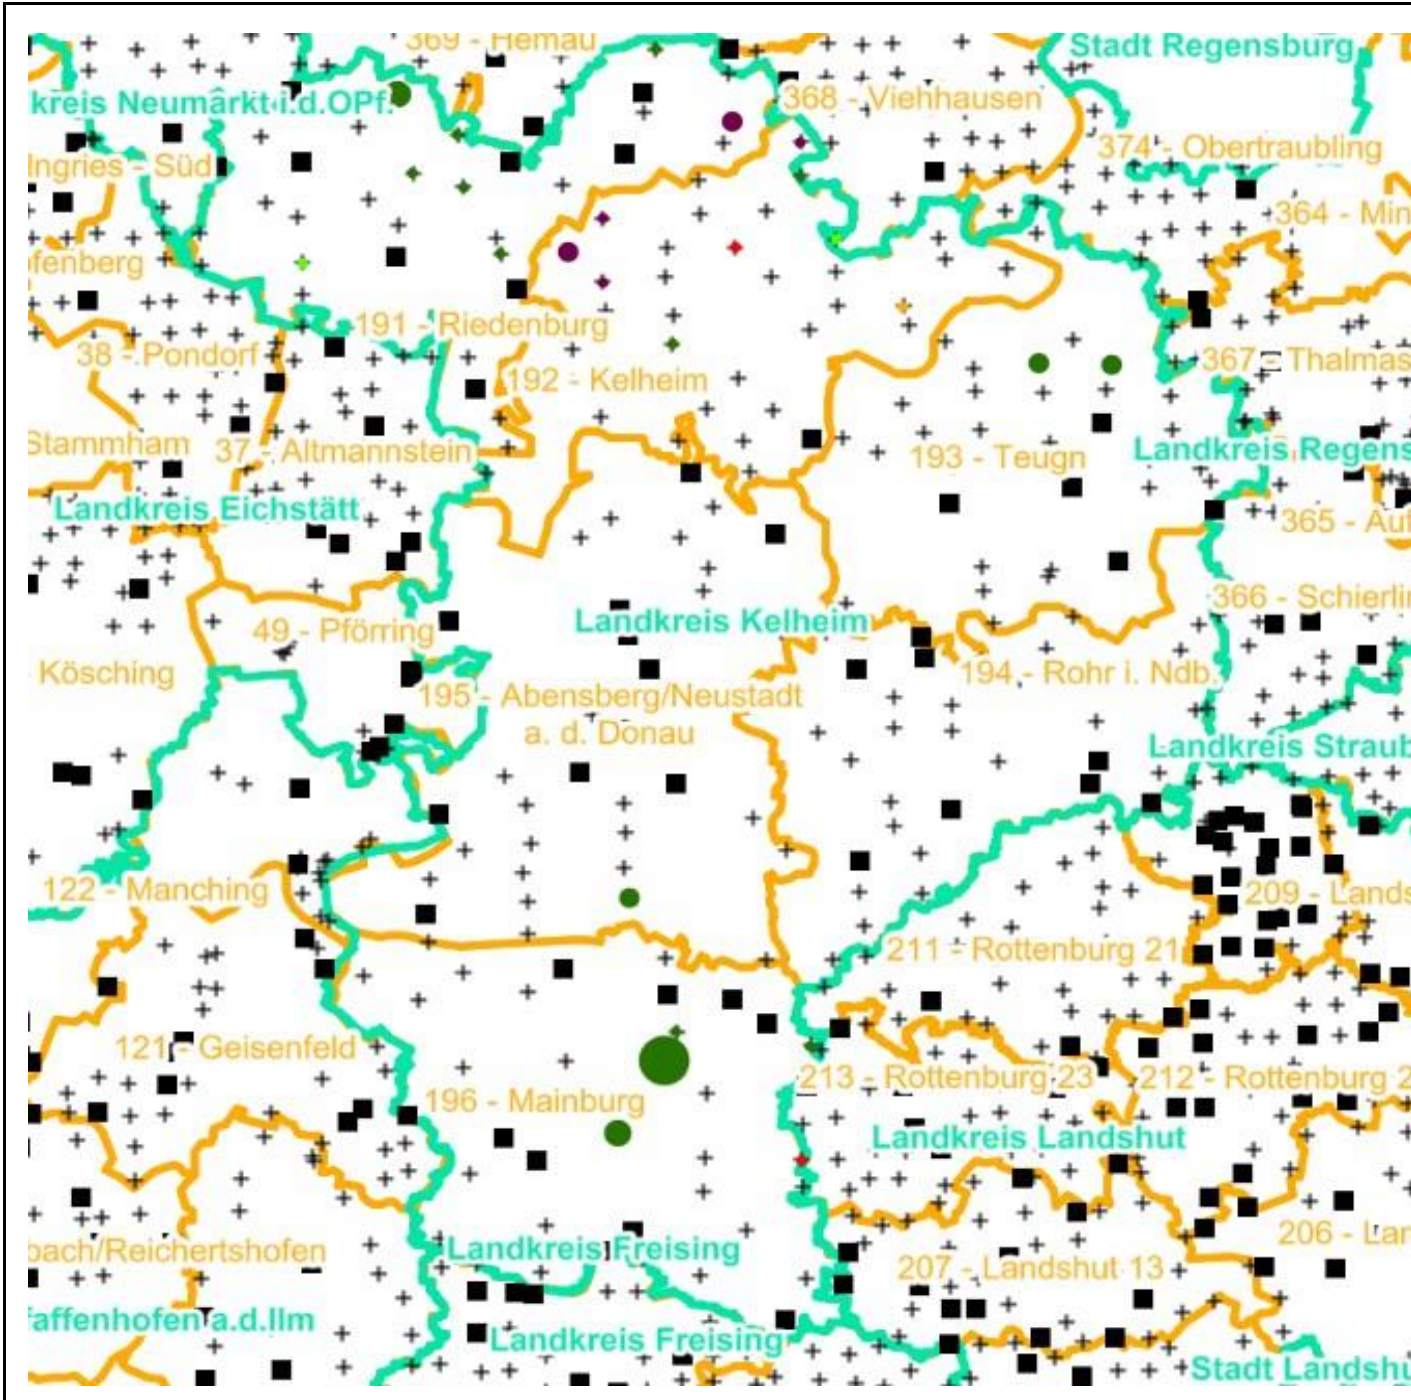 369 - Hemau
Stadt Regensburg
kreis Neumarkt i.d.OPf.
368 - Viehhausen
374 - Obertraubling
Ingries - Süd
364 - Min
ofenberg
191 - Riedenburg
38 - Pondorf
367 - Thalmas
192 - Kelheim
Stammham
37 - Altmannstein
193 - Teugn
Landkreis Regens
Landkreis Eichstätt
365 - Auf
366 - Schierlin
49 - Pförring
Landkreis Kelheim
Kösching
194 - Rohr i. Ndb.
195 - Abensberg/Neustadt
a. d. Donau
Landkreis Straub
122 - Manching
209 - Lands
211 - Rottenburg 21
121 - Geisenfeld
213 - Rottenburg 23
212 - Rottenburg 2
196 - Mainburg
Landkreis Landshut
bach/Reichertshofen
Landkreis Freising
206 - Lan
207 - Landshut 13
faffenhofen a.d.Ilm
Landkreis Freising
Stadt Landshu